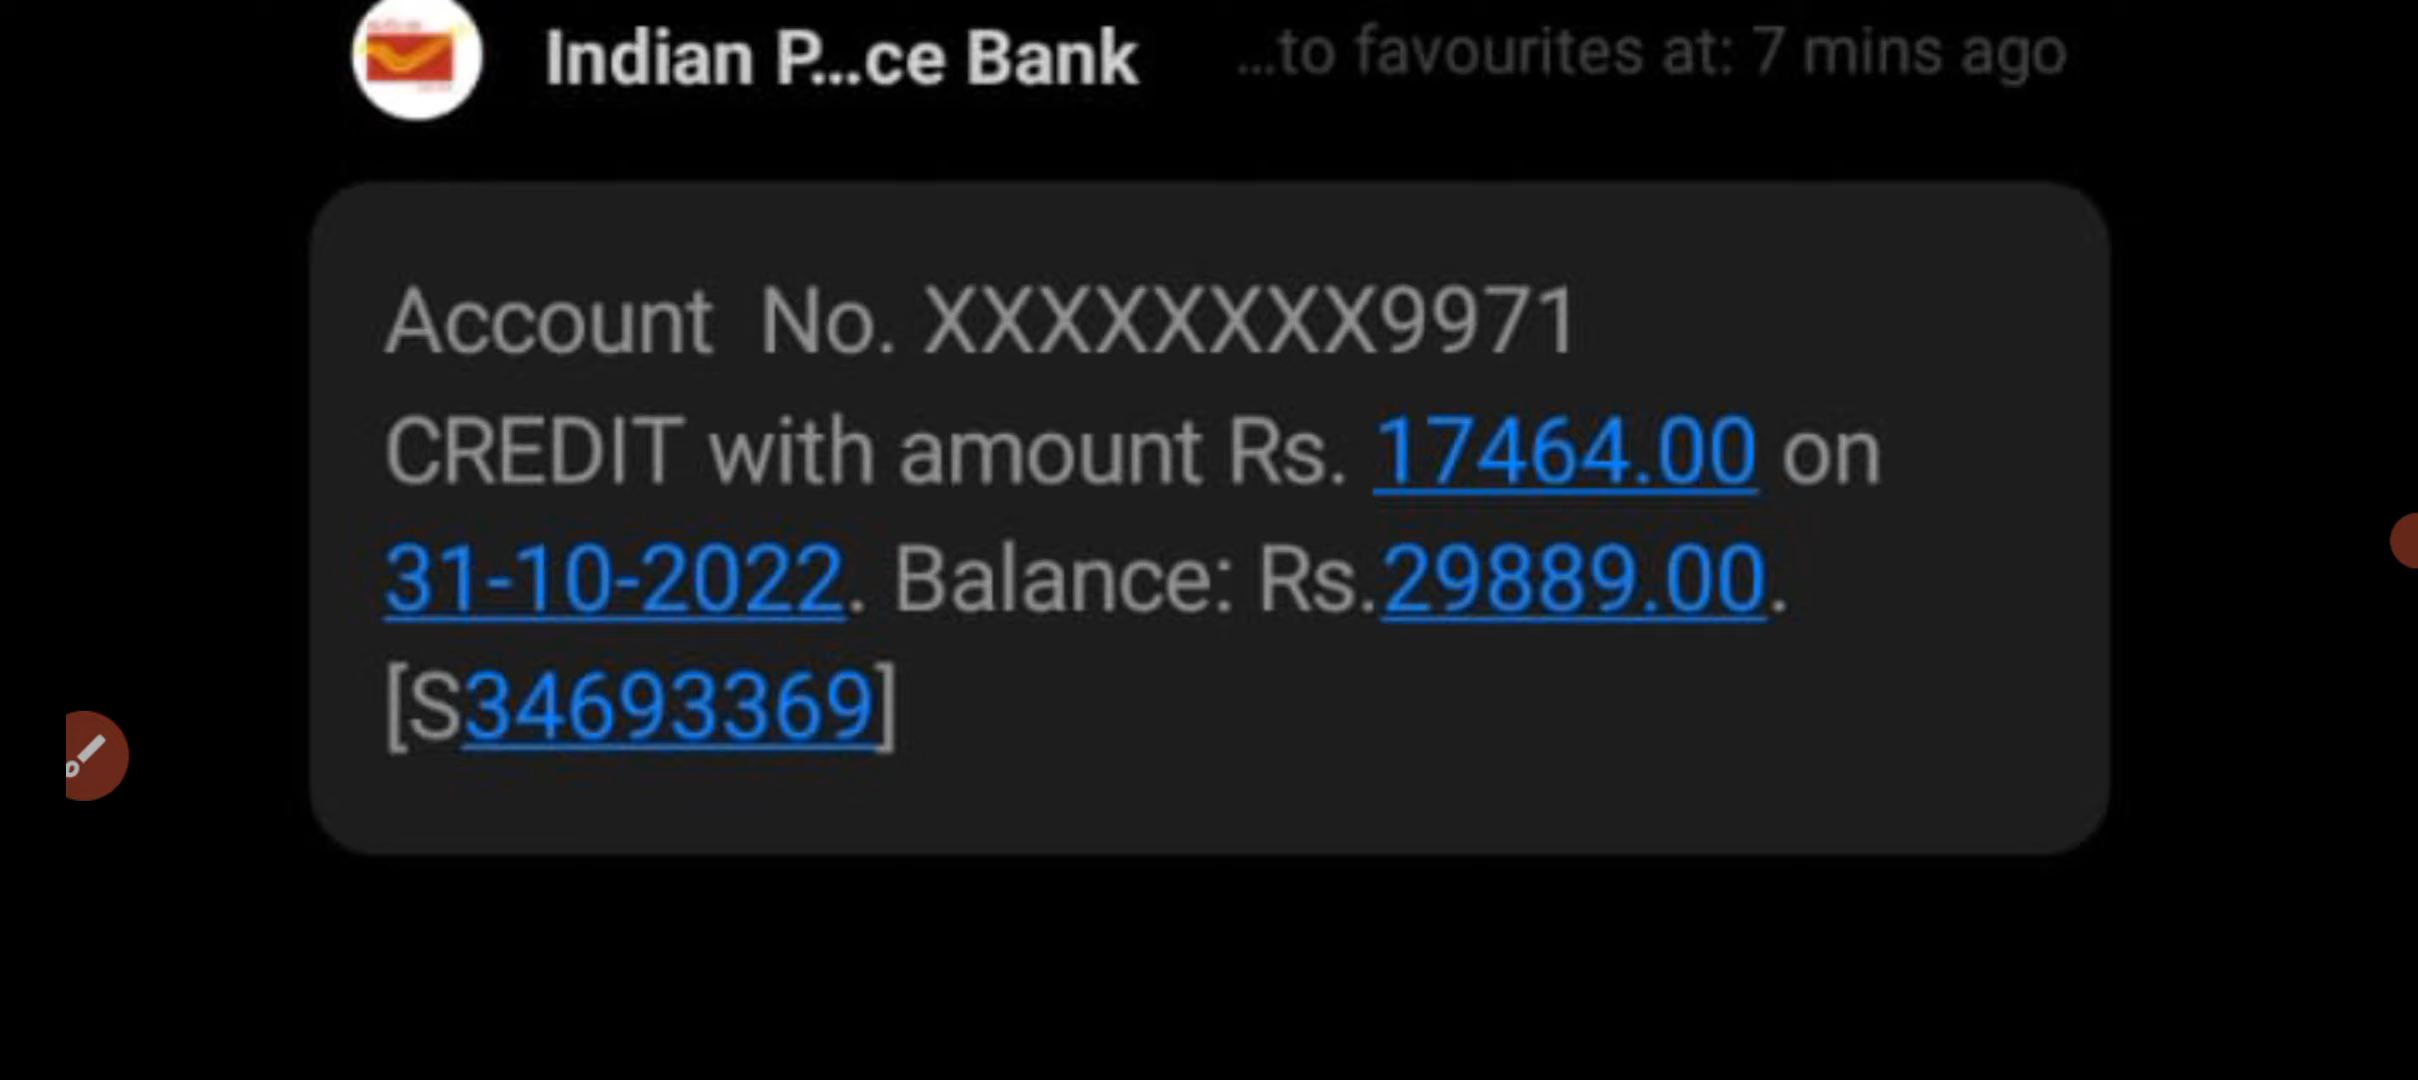 Indian P...ce Bank
...to favourites at: 7 mins ago
Account No. XXXXXXXX9971
CREDIT with amount Rs. 17464.00 on
31-10-2022. Balance: Rs.29889.00.
[S34693369]